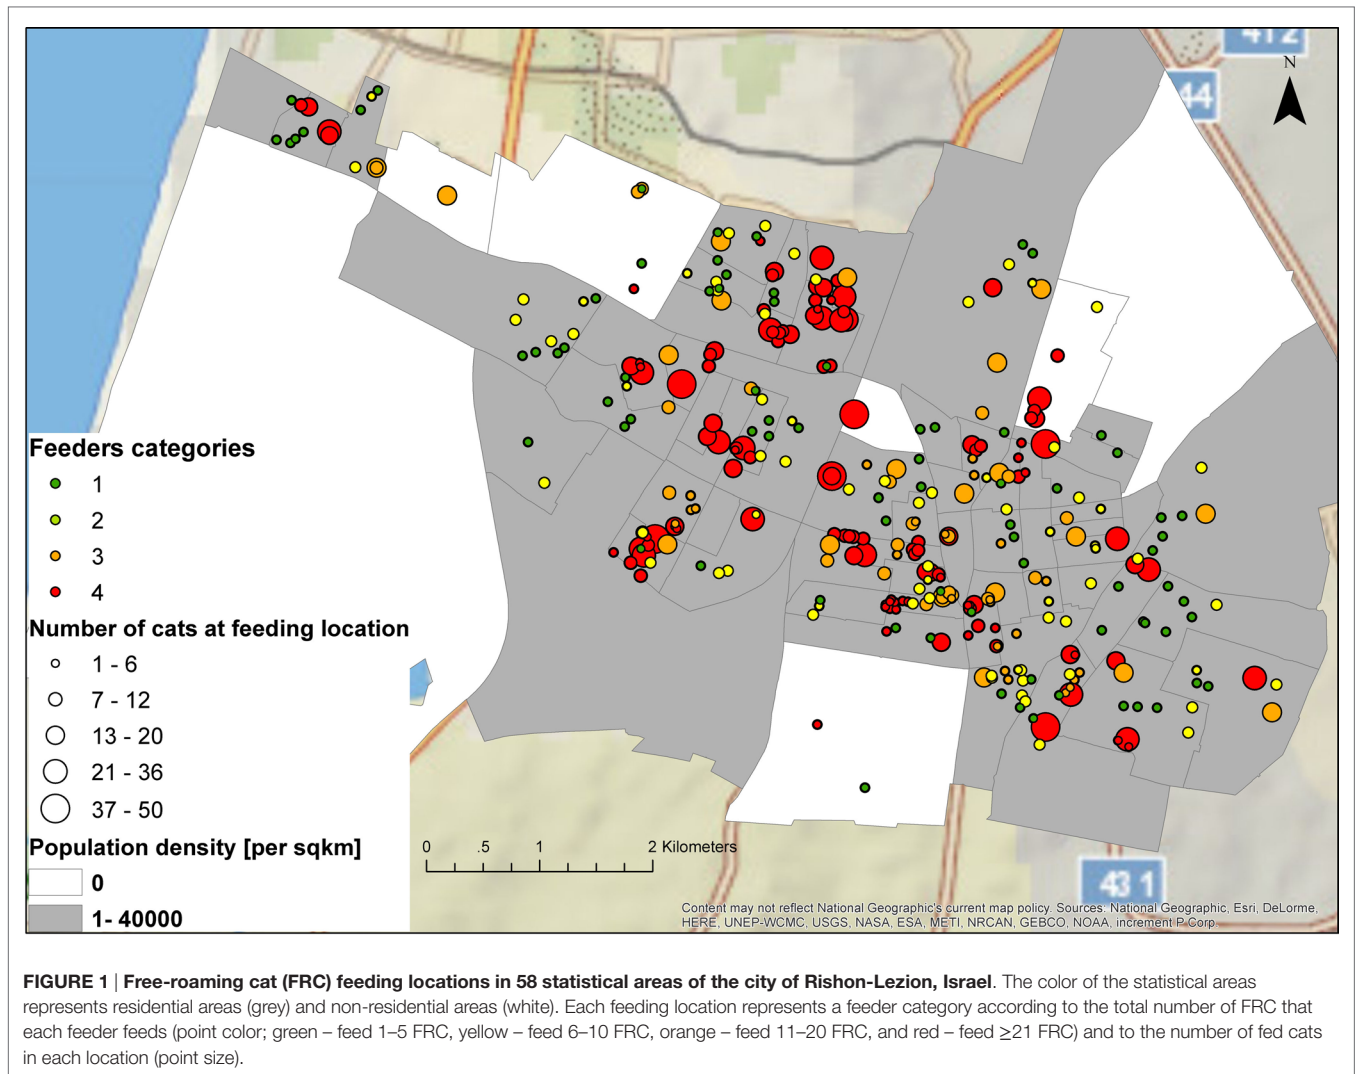 412
44
N
Feeders categories
1
2
3
4
Number of cats at feeding location
1 - 6
7 - 12
13 - 20
21 - 36
37 - 50
Population density [per sqkm]
0
1- 40000
0 .5 1 2 Kilometers
43 1
Content may not reflect National Geographic's current map policy. Sources: National Geographic, Esri, DeLorme,
HERE, UNEP-WCMC, USGS, NASA, ESA, METI, NRCAN, GEBCO, NOAA, increment P Corp.
FIGURE 1 | Free-roaming cat (FRC) feeding locations in 58 statistical areas of the city of Rishon-Lezion, Israel. The color of the statistical areas
represents residential areas (grey) and non-residential areas (white). Each feeding location represents a feeder category according to the total number of FRC that
each feeder feeds (point color; green – feed 1–5 FRC, yellow – feed 6–10 FRC, orange – feed 11–20 FRC, and red – feed ≥21 FRC) and to the number of fed cats
in each location (point size).